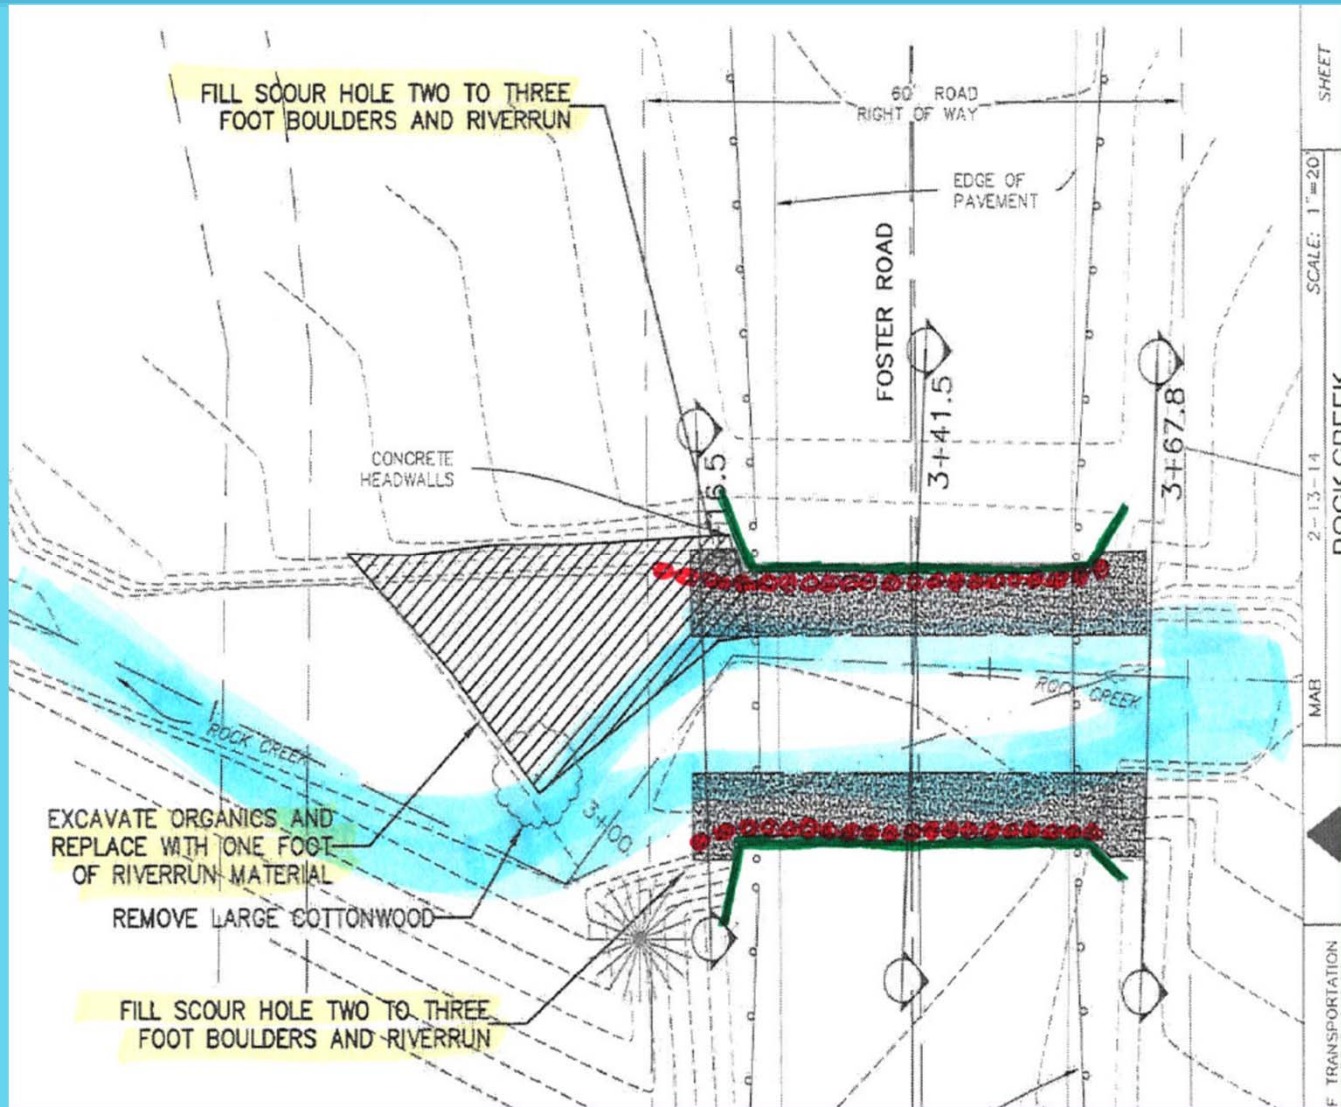 FILL SCOUR HOLE TWO TO THREE
FOOT BOULDERS AND RIVERRUN
60' ROAD
RIGHT OF WAY
EDGE OF
PAVEMENT
FOSTER ROAD
3+41.5
3+67.8
CONCRETE
HEADWALLS
6.5
ROCK CREEK
ROCK CREEK
3+00
EXCAVATE ORGANICS AND
REPLACE WITH ONE FOOT
OF RIVERRUN MATERIAL
REMOVE LARGE COTTONWOOD
FILL SCOUR HOLE TWO TO THREE
FOOT BOULDERS AND RIVERRUN
SHEET
SCALE: 1"=20'
2-13-14
ROCK CREEK
MAB
TRANSPORTATION